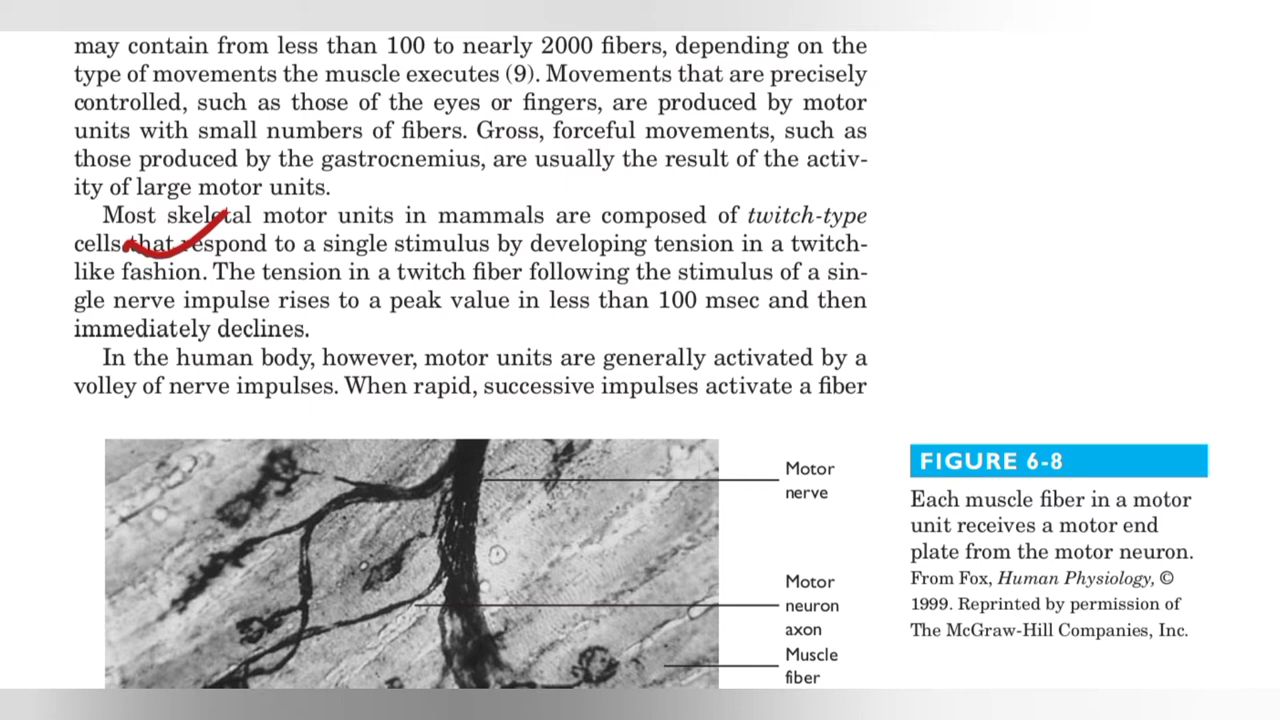 may contain from less than 100 to nearly 2000 fibers, depending on the
type of movements the muscle executes (9). Movements that are precisely
controlled, such as those of the eyes or fingers, are produced by motor
units with small numbers of fibers. Gross, forceful movements, such as
those produced by the gastrocnemius, are usually the result of the activ-
ity of large motor units.
Most skeletal motor units in mammals are composed of twitch-type
cells that respond to a single stimulus by developing tension in a twitch-
like fashion. The tension in a twitch fiber following the stimulus of a sin-
gle nerve impulse rises to a peak value in less than 100 msec and then
immediately declines.
In the human body, however, motor units are generally activated by a
volley of nerve impulses. When rapid, successive impulses activate a fiber
Motor
nerve
Motor
neuron
axon
Muscle
fiber
FIGURE 6-8
Each muscle fiber in a motor
unit receives a motor end
plate from the motor neuron.
From Fox, Human Physiology, ©
1999. Reprinted by permission of
The McGraw-Hill Companies, Inc.